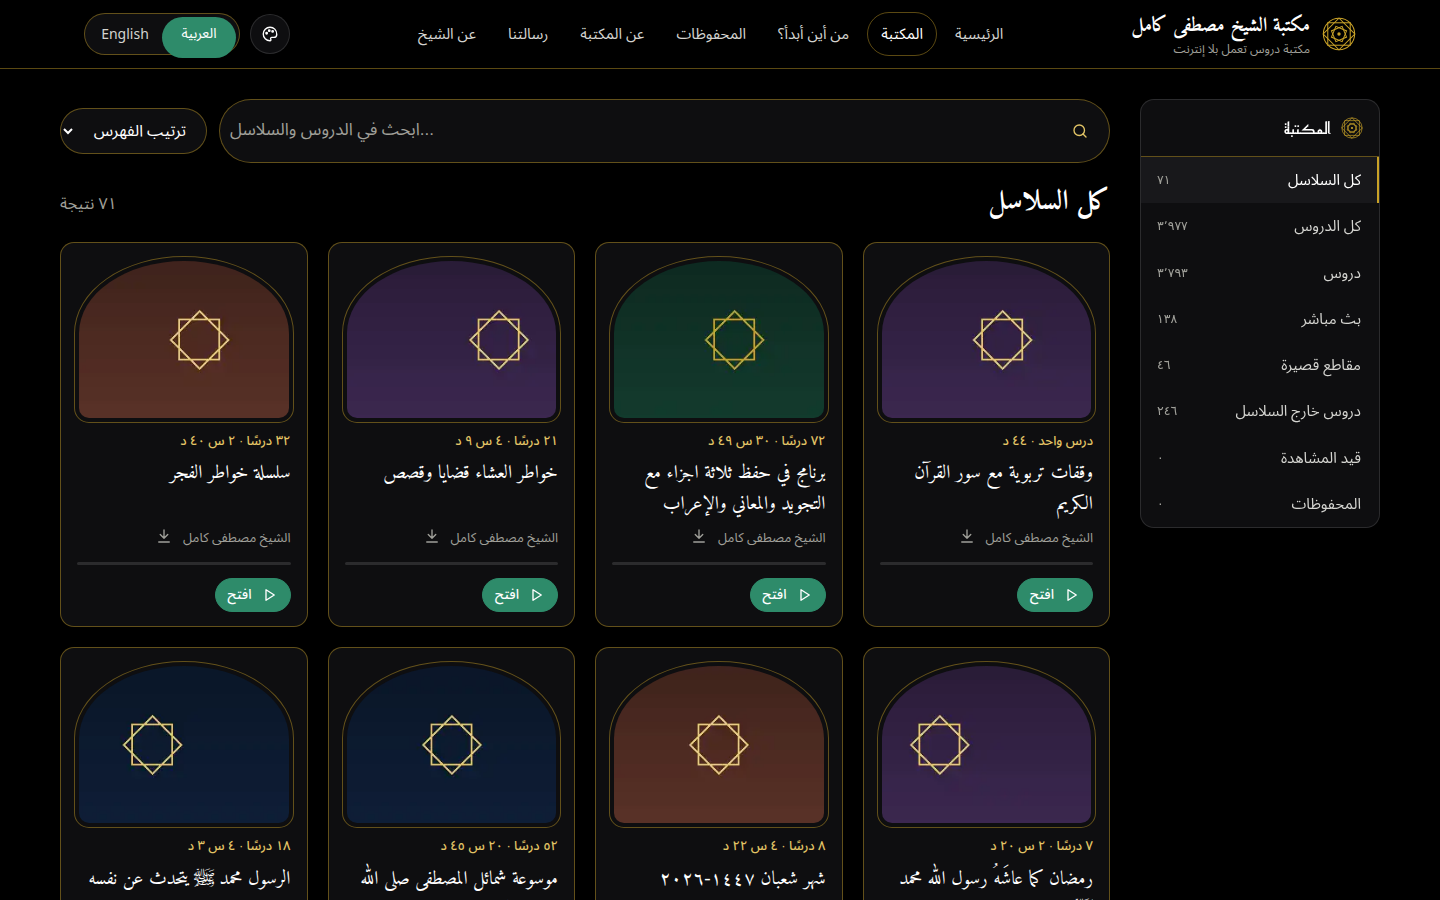 مكتبة الشيخ مصطفى كامل
مكتبة دروس تعمل بلا إنترنت
الرئيسية
المكتبة
من أين أبدأ؟
المحفوظات
عن المكتبة
رسالتنا
عن الشيخ
العربية
English
المكتبة
كل السلاسل ٧١
كل الدروس ٣٬٩٧٧
دروس ٣٬٧٩٣
بث مباشر ١٣٨
مقاطع قصيرة ٤٦
دروس خارج السلاسل ٢٤٦
قيد المشاهدة ٠
المحفوظات ٠
ابحث في الدروس والسلاسل...
ترتيب الفهرس
كل السلاسل
٧١ نتيجة
درس واحد · ٤٤ د
وقفات تربوية مع سور القرآن
الكريم
الشيخ مصطفى كامل
افتح
٧٢ درسًا · ٣٠ س ٤٩ د
برنامج في حفظ ثلاثة اجزاء مع
التجويد والمعاني والإعراب
الشيخ مصطفى كامل
افتح
٢١ درسًا · ٤ س ٩ د
خواطر العشاء قضايا وقصص
الشيخ مصطفى كامل
افتح
٣٢ درسًا · ٢ س ٤٠ د
سلسلة خواطر الفجر
الشيخ مصطفى كامل
افتح
٧ درسًا · ٢ س ٢٠ د
رمضان كما عاشَهُ رسول الله محمد
٨ درسًا · ٤ س ٢٢ د
شهر شعبان ١٤٤٧-٢٠٢٦
٥٢ درسًا · ٢٠ س ٤٥ د
موسوعة شمائل المصطفى صلى الله
١٨ درسًا · ٤ س ٣ د
الرسول محمد ﷺ يتحدث عن نفسه